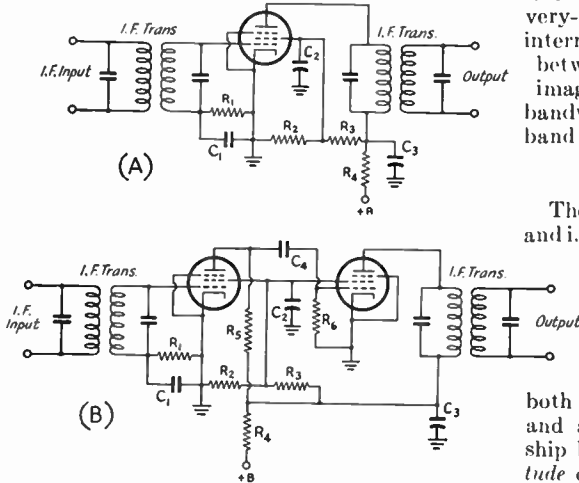 I.F. Trans.
I.F. Input
C2
R1
C1
R2
R3
I.F. Trans.
Output
C3
R4
+B
(A)
I.F. Trans.
I.F. Input
C4
R5
C2
R6
I.F. Trans.
Output
R1
C1
R2
R3
C3
R4
+B
(B)
very-
intern
betw
imag
bandw
band
The
and i.
both
and a
ship b
tude